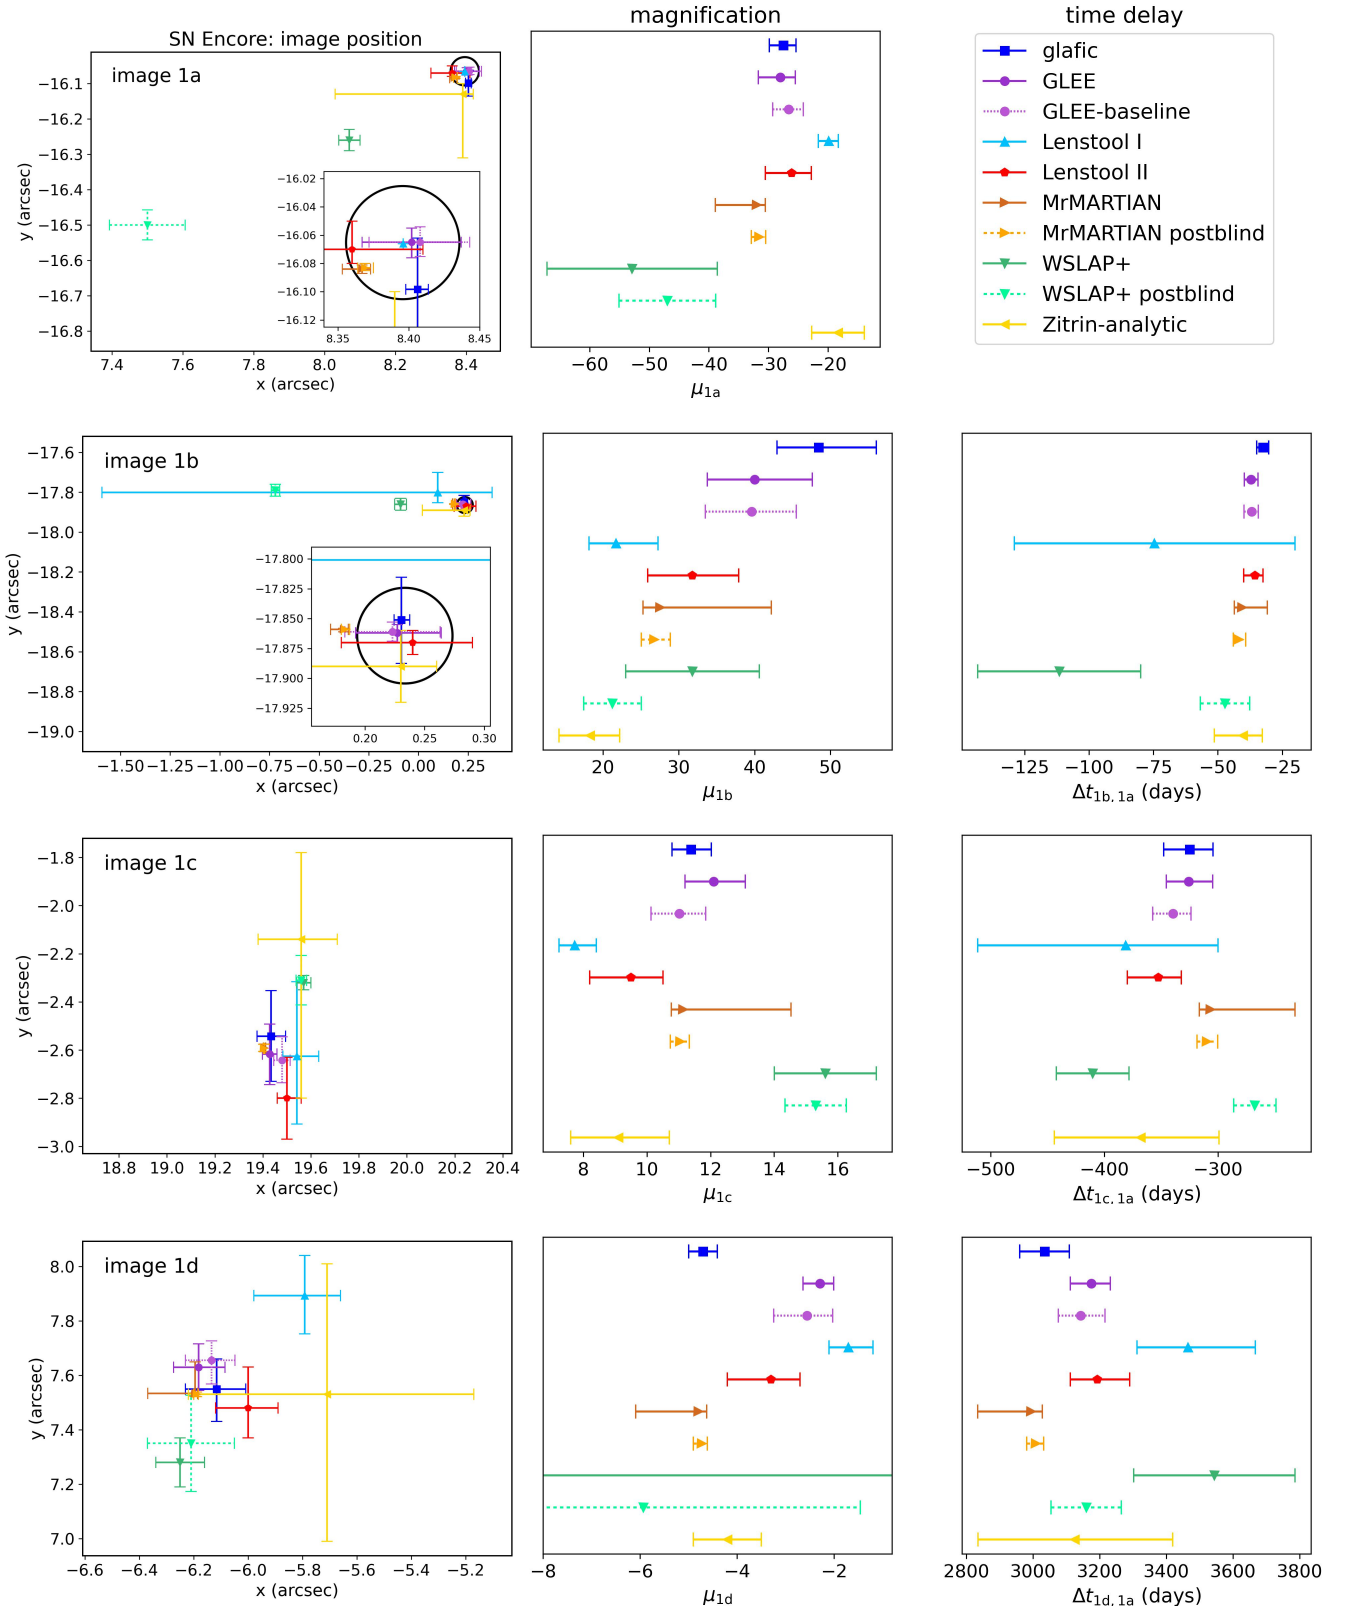 magnification
time delay
SN Encore: image position
image 1a
y (arcsec)
−16.1
−16.2
−16.3
−16.4
−16.5
−16.6
−16.7
−16.8
7.4 7.6 7.8 8.0 8.2 8.4
x (arcsec)
−16.02
−16.04
−16.06
−16.08
−16.10
−16.12
8.35 8.40 8.45
−60 −50 −40 −30 −20
μ1a
glafic
GLEE
GLEE-baseline
Lenstool I
Lenstool II
MrMARTIAN
MrMARTIAN postblind
WSLAP+
WSLAP+ postblind
Zitrin-analytic
image 1b
y (arcsec)
−17.6
−17.8
−18.0
−18.2
−18.4
−18.6
−18.8
−19.0
−1.50 −1.25 −1.00 −0.75 −0.50 −0.25 0.00 0.25
x (arcsec)
−17.800
−17.825
−17.850
−17.875
−17.900
−17.925
0.20 0.25 0.30
20 30 40 50
μ1b
−125 −100 −75 −50 −25
Δt1b,1a (days)
image 1c
y (arcsec)
−1.8
−2.0
−2.2
−2.4
−2.6
−2.8
−3.0
18.8 19.0 19.2 19.4 19.6 19.8 20.0 20.2 20.4
x (arcsec)
8 10 12 14 16
μ1c
−500 −400 −300
Δt1c,1a (days)
image 1d
y (arcsec)
8.0
7.8
7.6
7.4
7.2
7.0
−6.6 −6.4 −6.2 −6.0 −5.8 −5.6 −5.4 −5.2
x (arcsec)
−8 −6 −4 −2
μ1d
2800 3000 3200 3400 3600 3800
Δt1d,1a (days)